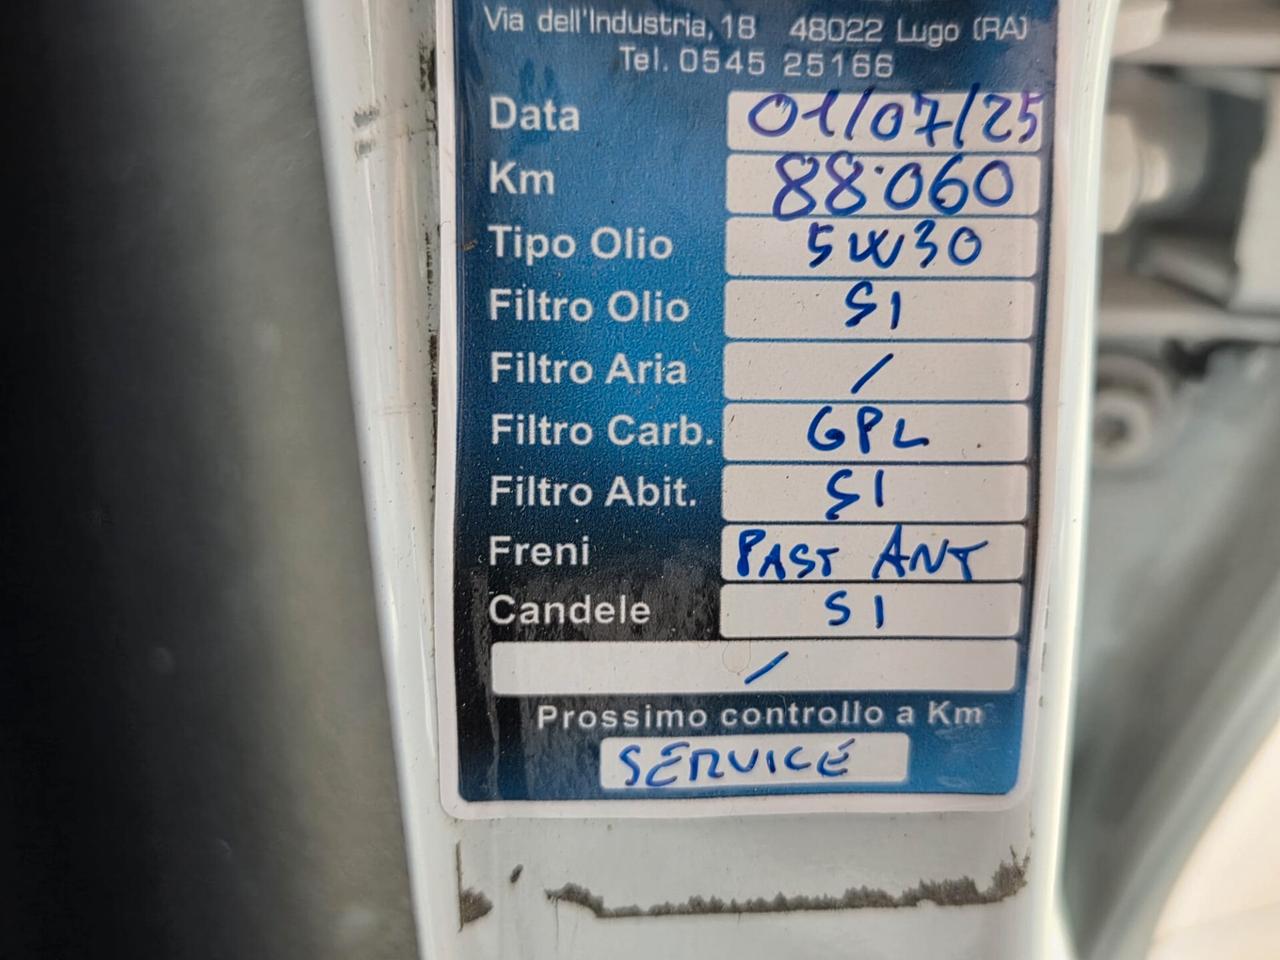 Via dell'Industria, 18 48022 Lugo (RA)
Tel. 0545 25166
Data 01/07/25
Km 88.060
Tipo Olio 5W30
Filtro Olio SI
Filtro Aria /
Filtro Carb. GPL
Filtro Abit. SI
Freni PAST ANT
Candele SI
/
Prossimo controllo a Km
SERVICE